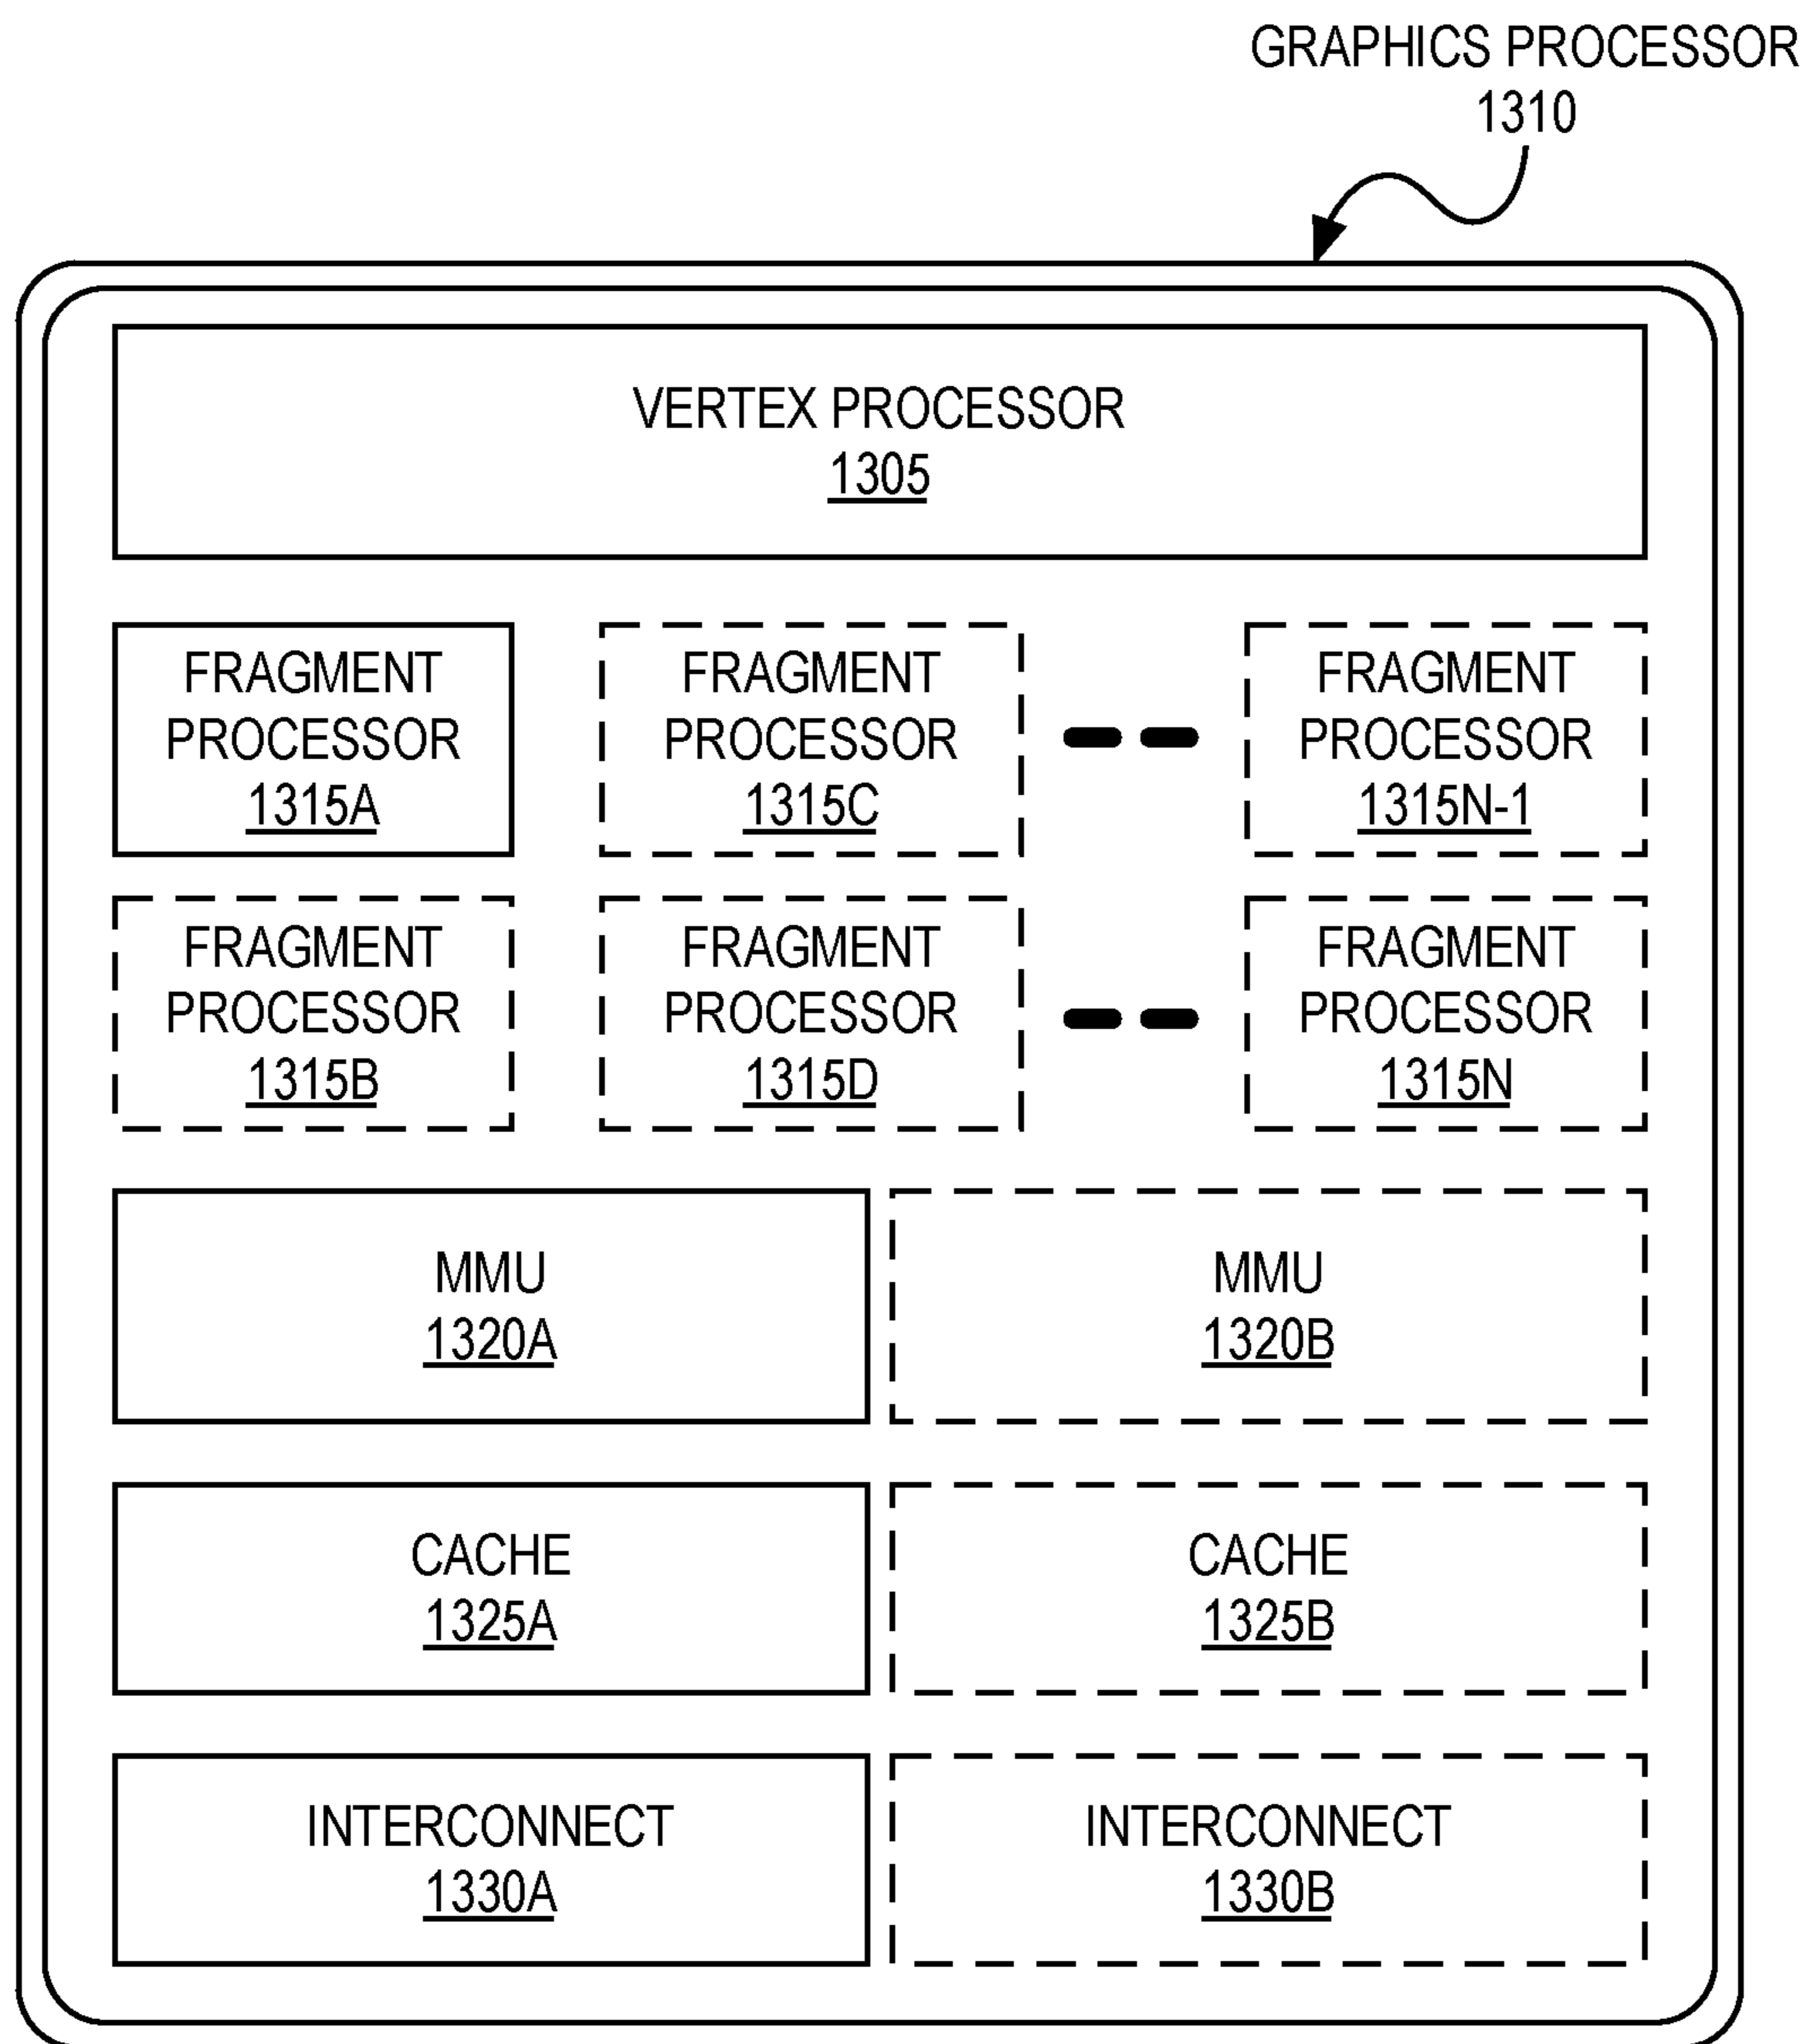 GRAPHICS PROCESSOR
1310
VERTEX PROCESSOR
1305
FRAGMENT
PROCESSOR
1315A
FRAGMENT
PROCESSOR
1315C
FRAGMENT
PROCESSOR
1315N-1
FRAGMENT
PROCESSOR
1315B
FRAGMENT
PROCESSOR
1315D
FRAGMENT
PROCESSOR
1315N
MMU
1320A
MMU
1320B
CACHE
1325A
CACHE
1325B
INTERCONNECT
1330A
INTERCONNECT
1330B